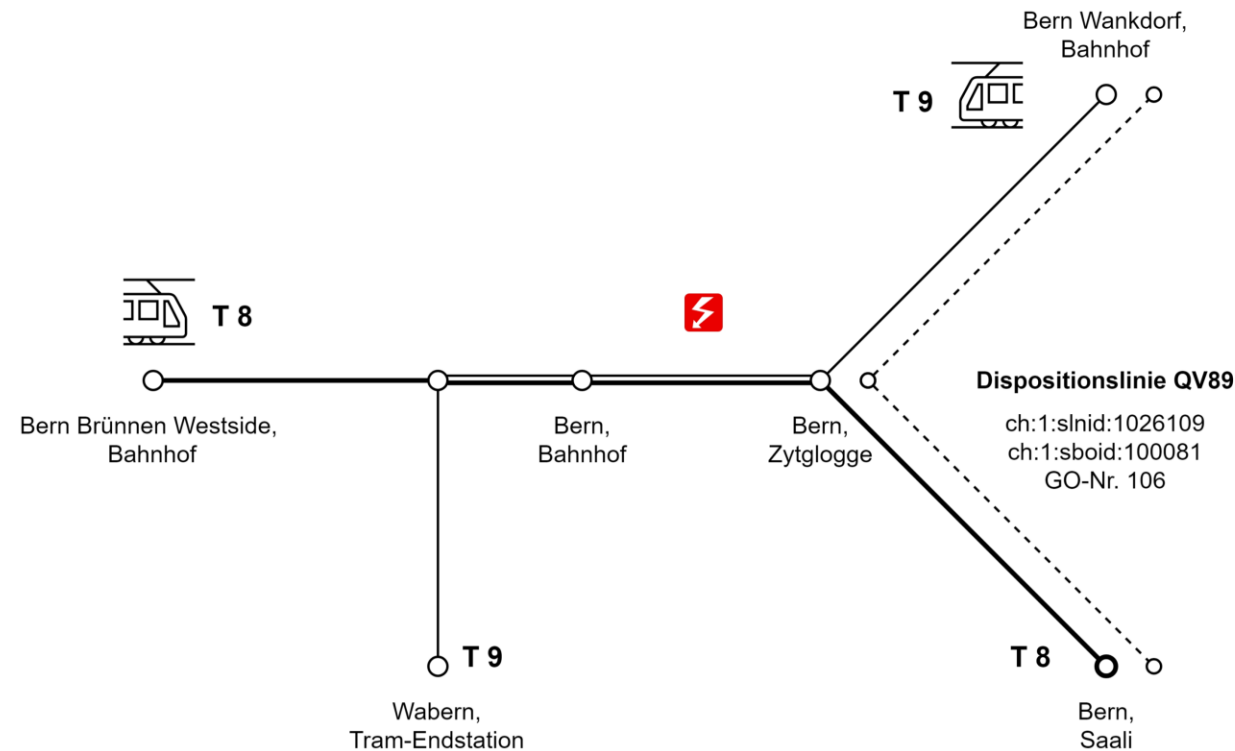 Bern Wankdorf,
Bahnhof
T 9
T 8
Bern Brünnen Westside,
Bahnhof
Bern,
Bahnhof
Bern,
Zytglogge
Dispositionslinie QV89
ch:1:slnid:1026109
ch:1:sboid:100081
GO-Nr. 106
T 9
T 8
Wabern,
Tram-Endstation
Bern,
Saali